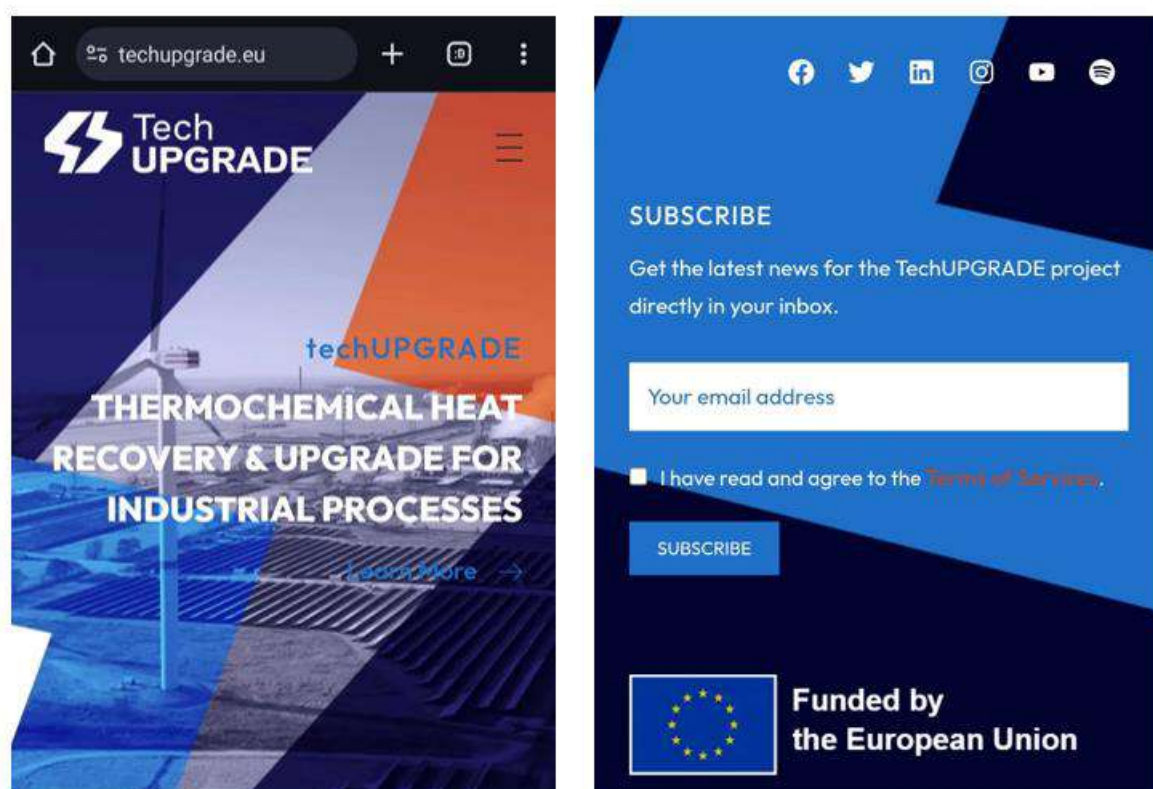 techupgrade.eu
:D
Tech
UPGRADE
techUPGRADE
THERMOCHEMICAL HEAT
RECOVERY & UPGRADE FOR
INDUSTRIAL PROCESSES
Learn More
SUBSCRIBE
Get the latest news for the TechUPGRADE project
directly in your inbox.
Your email address
I have read and agree to the Terms of Services.
SUBSCRIBE
Funded by
the European Union